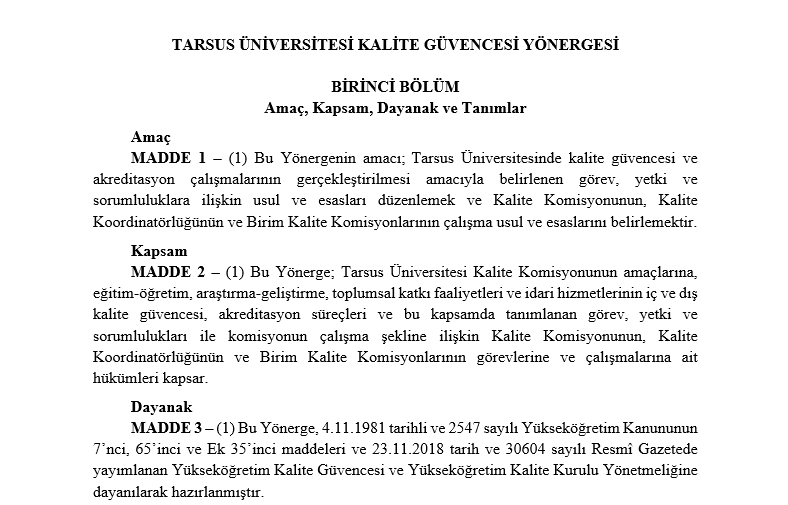 TARSUS ÜNİVERSİTESİ KALİTE GÜVENCESİ YÖNERGESİ
BİRİNCİ BÖLÜM
Amaç, Kapsam, Dayanak ve Tanımlar
Amaç
MADDE 1 – (1) Bu Yönergenin amacı; Tarsus Üniversitesinde kalite güvencesi ve
akreditasyon çalışmalarının gerçekleştirilmesi amacıyla belirlenen görev, yetki ve
sorumluluklara ilişkin usul ve esasları düzenlemek ve Kalite Komisyonunun, Kalite
Koordinatörlüğünün ve Birim Kalite Komisyonlarının çalışma usul ve esaslarını belirlemektir.
Kapsam
MADDE 2 – (1) Bu Yönerge; Tarsus Üniversitesi Kalite Komisyonunun amaçlarına,
eğitim-öğretim, araştırma-geliştirme, toplumsal katkı faaliyetleri ve idari hizmetlerinin iç ve dış
kalite güvencesi, akreditasyon süreçleri ve bu kapsamda tanımlanan görev, yetki ve
sorumlulukları ile komisyonun çalışma şekline ilişkin Kalite Komisyonunun, Kalite
Koordinatörlüğünün ve Birim Kalite Komisyonlarının görevlerine ve çalışmalarına ait
hükümleri kapsar.
Dayanak
MADDE 3 – (1) Bu Yönerge, 4.11.1981 tarihli ve 2547 sayılı Yükseköğretim Kanununun
7’nci, 65’inci ve Ek 35’inci maddeleri ve 23.11.2018 tarih ve 30604 sayılı Resmî Gazetede
yayımlanan Yükseköğretim Kalite Güvencesi ve Yükseköğretim Kalite Kurulu Yönetmeliğine
dayanılarak hazırlanmıştır.